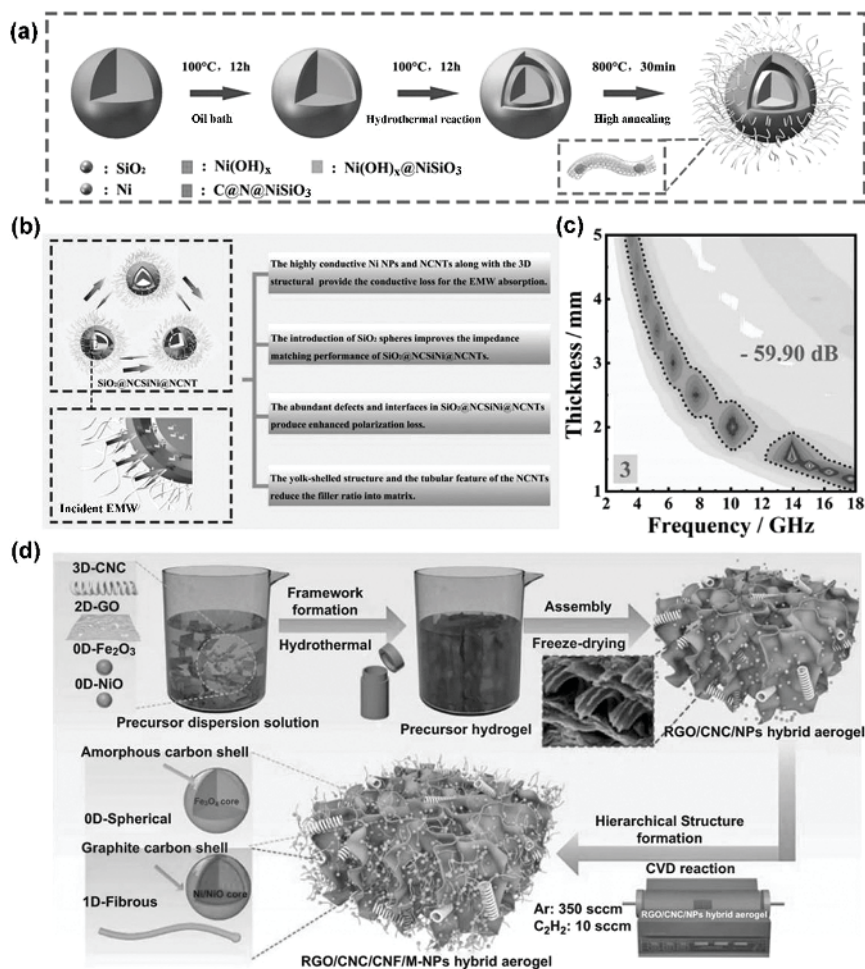 (a)
100°C, 12h
Oil bath
100°C, 12h
Hydrothermal reaction
800°C, 30min
High annealing
: SiO₂
: Ni(OH)ₓ
: Ni(OH)ₓ@NiSiO₃
: Ni
: C@N@NiSiO₃
(b)
SiO₂@NCSiNi@NCNT
Incident EMW
The highly conductive Ni NPs and NCNTs along with the 3D
structural provide the conductive loss for the EMW absorption.
The introduction of SiO₂ spheres improves the impedance
matching performance of SiO₂@NCSiNi@NCNTs.
The abundant defects and interfaces in SiO₂@NCSiNi@NCNTs
produce enhanced polarization loss.
The yolk-shelled structure and the tubular feature of the NCNTs
reduce the filler ratio into matrix.
(c)
Thickness / mm
5
4
3
2
1
- 59.90 dB
3
2 4 6 8 10 12 14 16 18
Frequency / GHz
(d)
3D-CNC
2D-GO
0D-Fe₂O₃
0D-NiO
Precursor dispersion solution
Framework
formation
Hydrothermal
Precursor hydrogel
Assembly
Freeze-drying
RGO/CNC/NPs hybrid aerogel
Amorphous carbon shell
Fe₃Oₓ core
0D-Spherical
Graphite carbon shell
Ni/NiO core
1D-Fibrous
RGO/CNC/CNF/M-NPs hybrid aerogel
Hierarchical Structure
formation
CVD reaction
Ar: 350 sccm
C₂H₂: 10 sccm
RGO/CNC/NPs hybrid aerogel